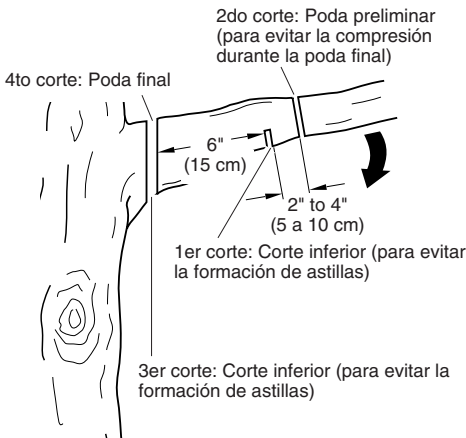 2do corte: Poda preliminar
(para evitar la compresión
durante la poda final)
4to corte: Poda final
6"
(15 cm)
2" to 4"
(5 a 10 cm)
1er corte: Corte inferior (para evitar
la formación de astillas)
3er corte: Corte inferior (para evitar la
formación de astillas)